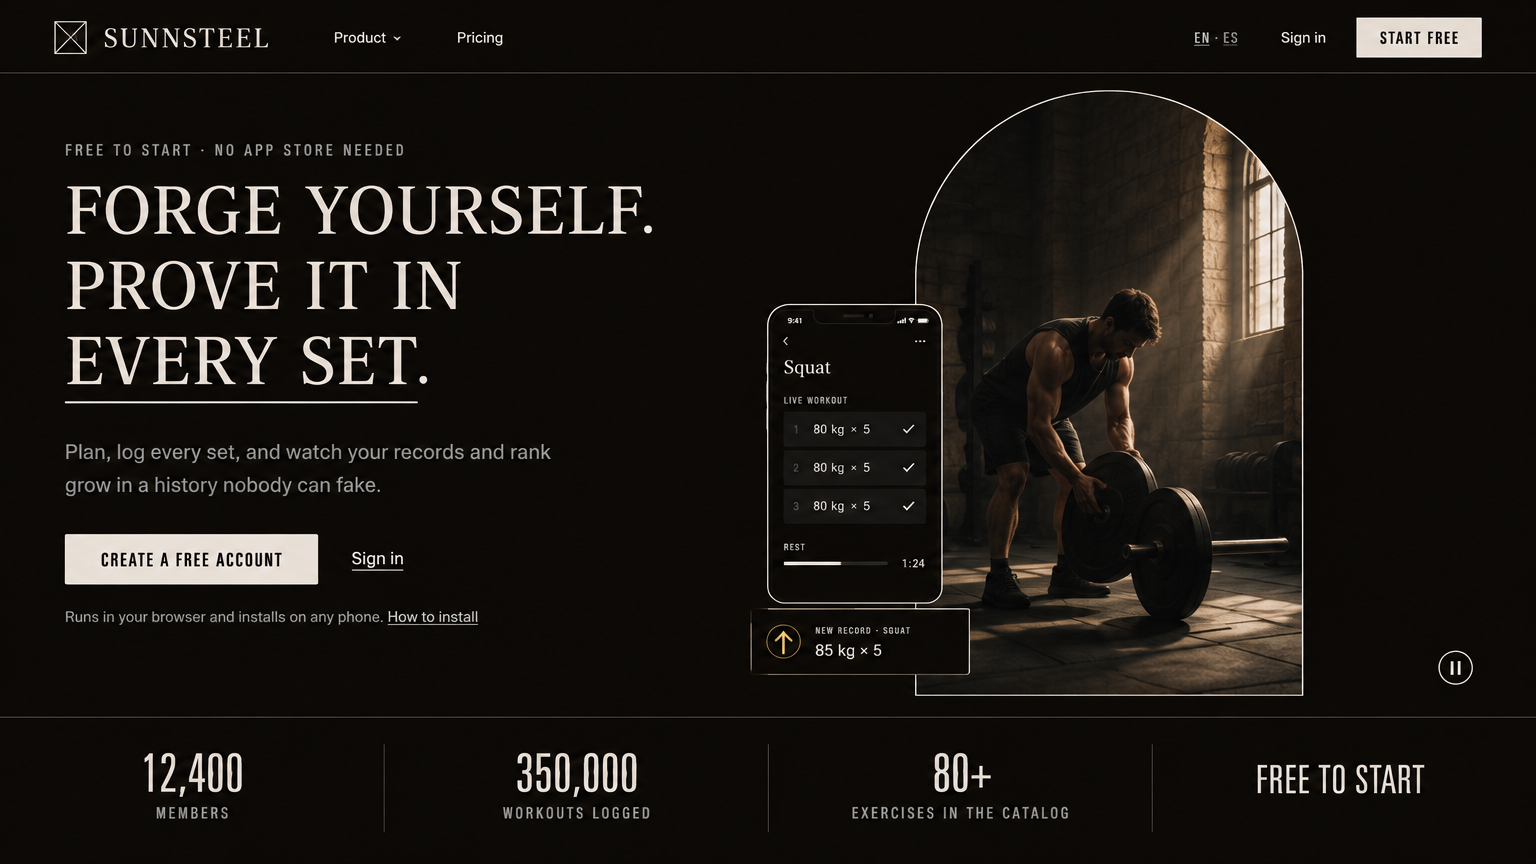 SUNNSTEEL
Product
Pricing
EN · ES
Sign in
START FREE
FREE TO START · NO APP STORE NEEDED
FORGE YOURSELF.
PROVE IT IN
EVERY SET.
Plan, log every set, and watch your records and rank
grow in a history nobody can fake.
CREATE A FREE ACCOUNT
Sign in
Runs in your browser and installs on any phone. How to install
9:41
Squat
LIVE WORKOUT
1 80 kg × 5
2 80 kg × 5
3 80 kg × 5
REST
1:24
NEW RECORD · SQUAT
85 kg × 5
12,400
MEMBERS
350,000
WORKOUTS LOGGED
80+
EXERCISES IN THE CATALOG
FREE TO START